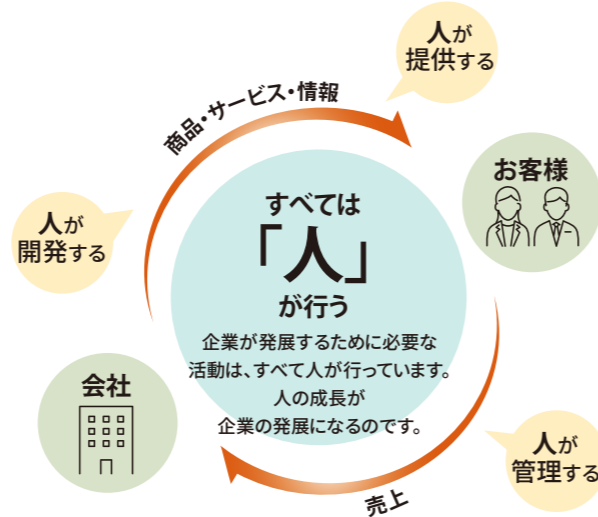 人が
提供する
商品・サービス・情報
お客様
人が
開発する
すべては
「人」
が行う
企業が発展するために必要な
活動は、すべて人が行っています。
人の成長が
企業の発展になるのです。
会社
人が
管理する
売上